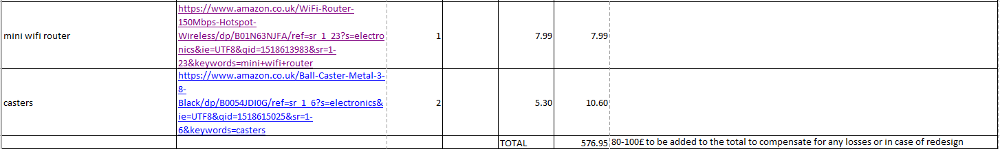 mini wifi router
https://www.amazon.co.uk/WiFi-Router-
150Mbps-Hotspot-
Wireless/dp/B01N63NJFA/ref=sr_1_23?s=electro
nics&ie=UTF8&qid=1518613983&sr=1-
23&keywords=mini+wifi+router
1
7.99
7.99
casters
https://www.amazon.co.uk/Ball-Caster-Metal-3-
8-
Black/dp/B0054JDI0G/ref=sr_1_6?s=electronics&
ie=UTF8&qid=1518615025&sr=1-
6&keywords=casters
2
5.30
10.60
TOTAL
576.95
80-100£ to be added to the total to compensate for any losses or in case of redesign